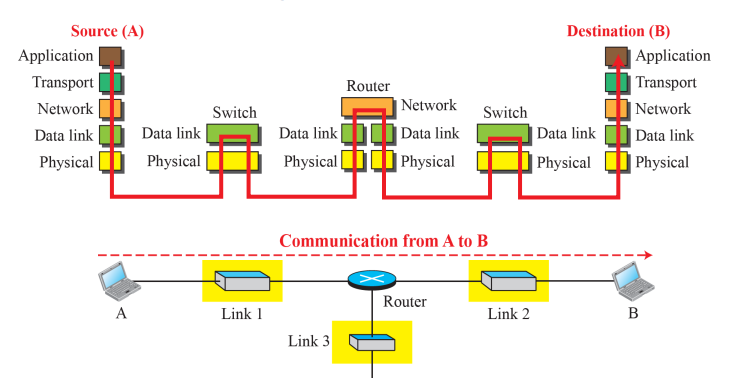 Source (A) Destination (B)
Application Application
Transport Transport
Router
Network Network Network
Switch Switch
Data link Data link Data link Data link Data link Data link
Physical Physical Physical Physical Physical Physical
Communication from A to B
Router
A Link 1 Link 2 B
Link 3